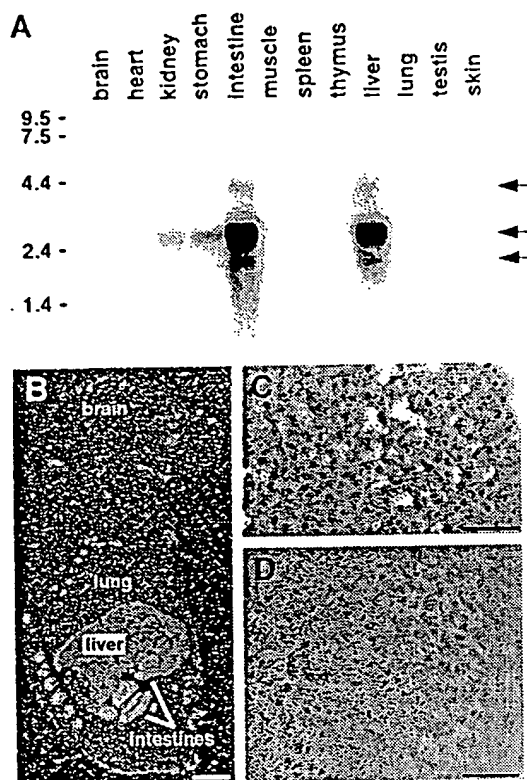 A
brain heart kidney stomach intestine muscle spleen thymus liver lung testis skin
9.5 -
7.5 -
4.4 -
2.4 -
1.4 -
B
brain
lung
liver
intestines
C
D